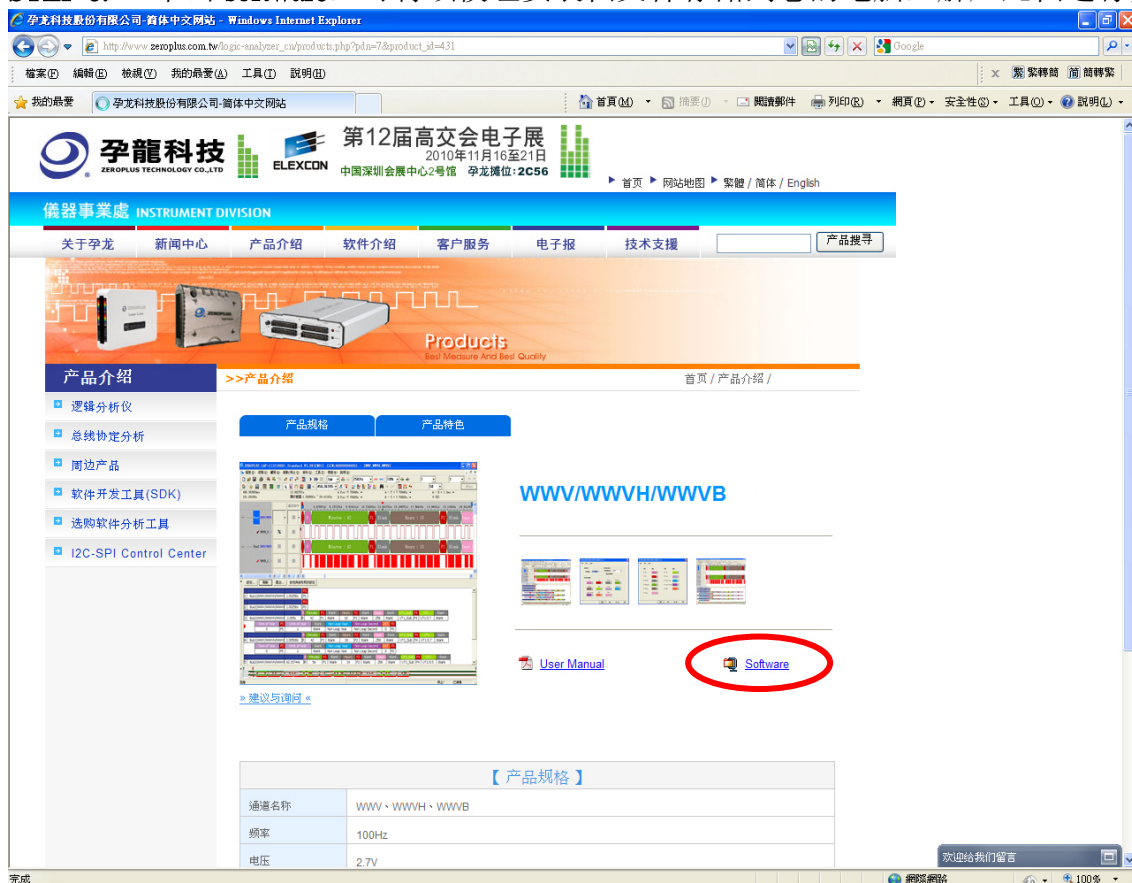 孕龙科技股份有限公司-简体中文网站 - Windows Internet Explorer
http://www.zeroplus.com.tw/logic-analyzer_cn/products.php?pdn=7&product_id=431
Google
檔案(F) 編輯(E) 檢視(V) 我的最愛(A) 工具(T) 說明(H)
x 繁 繁轉簡 简 簡轉繁
我的最愛 孕龙科技股份有限公司-简体中文网站
首頁(M) 摘要(J) 閱讀郵件 列印(R) 網頁(P) 安全性(S) 工具(O) 說明(L)
孕龍科技
ZEROPLUS TECHNOLOGY CO.,LTD
ELEXCON
第12届高交会电子展
2010年11月16至21日
中国深圳会展中心2号馆 孕龙摊位:2C56
首页 网站地图 繁體 / 简体 / English
儀器事業處 INSTRUMENT DIVISION
关于孕龙 新闻中心 产品介绍 软件介绍 客户服务 电子报 技术支援 产品搜寻
Products
Best Measure And Best Quality
产品介绍
>>产品介绍
首页 / 产品介绍 /
逻辑分析仪
总线协定分析
周边产品
软件开发工具(SDK)
选购软件分析工具
I2C-SPI Control Center
产品规格 产品特色
WWV/WWVH/WWVB
User Manual Software
» 建议与询问 «
【 产品规格 】
通道名称 WWV、WWVH、WWVB
频率 100Hz
电压 2.7V
欢迎给我们留言
完成
網際網路 100%